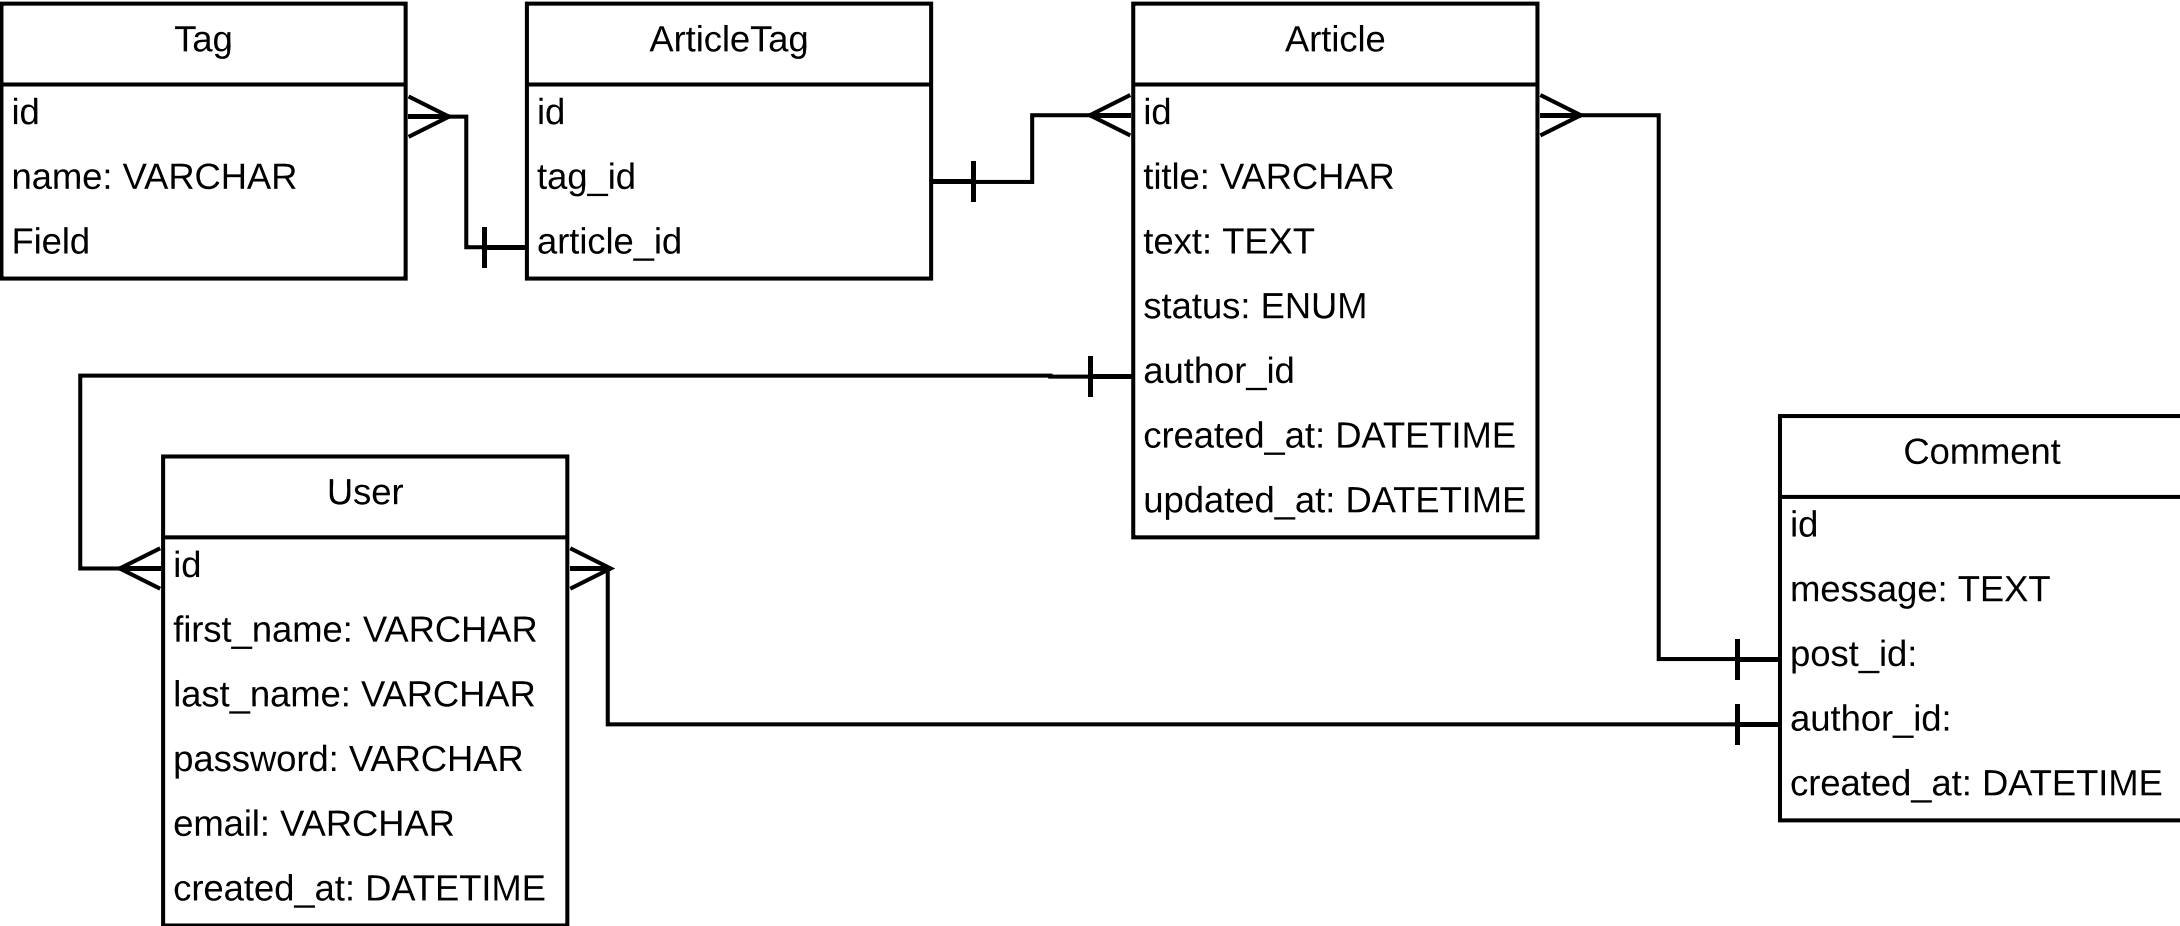 Tag
id
name: VARCHAR
Field
ArticleTag
id
tag_id
article_id
Article
id
title: VARCHAR
text: TEXT
status: ENUM
author_id
created_at: DATETIME
updated_at: DATETIME
User
id
first_name: VARCHAR
last_name: VARCHAR
password: VARCHAR
email: VARCHAR
created_at: DATETIME
Comment
id
message: TEXT
post_id:
author_id:
created_at: DATETIME